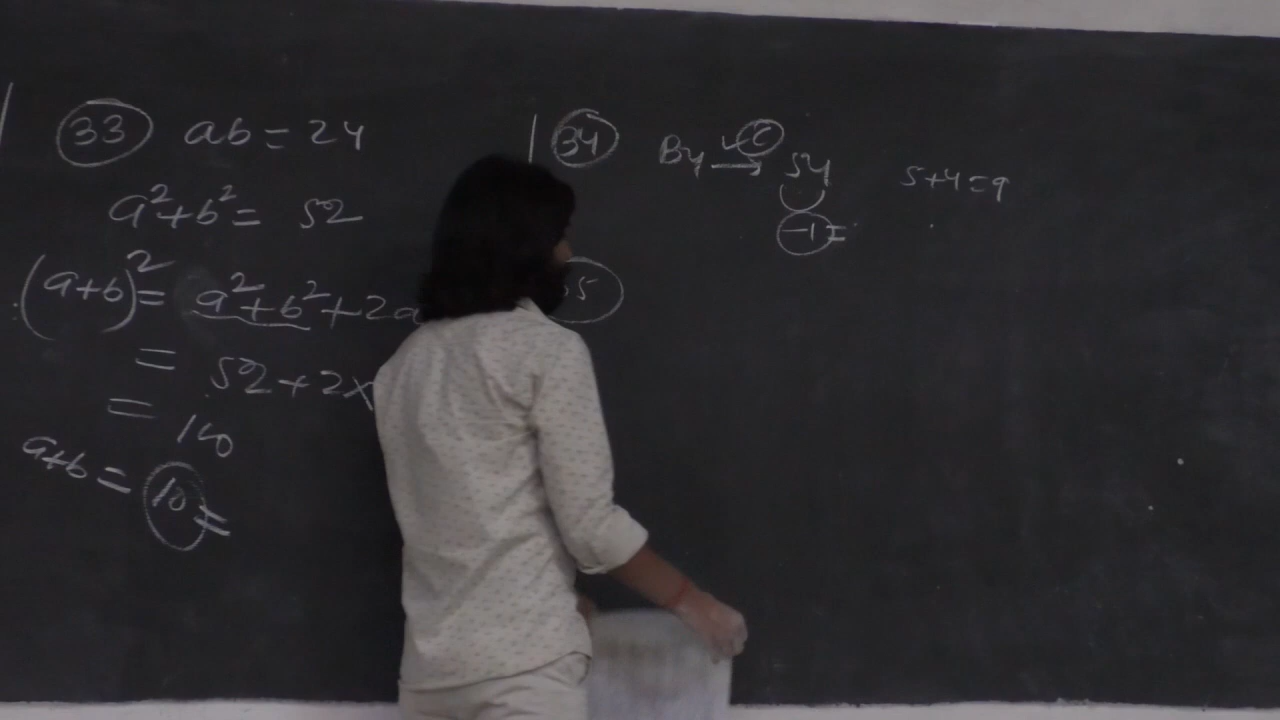 33 ab = 24
a²+b² = 52
(a+b)² = a²+b²+2a
= 52+2×
= 100
a+b = 10 =
34 By → 54 5+4=9
-1 =
5